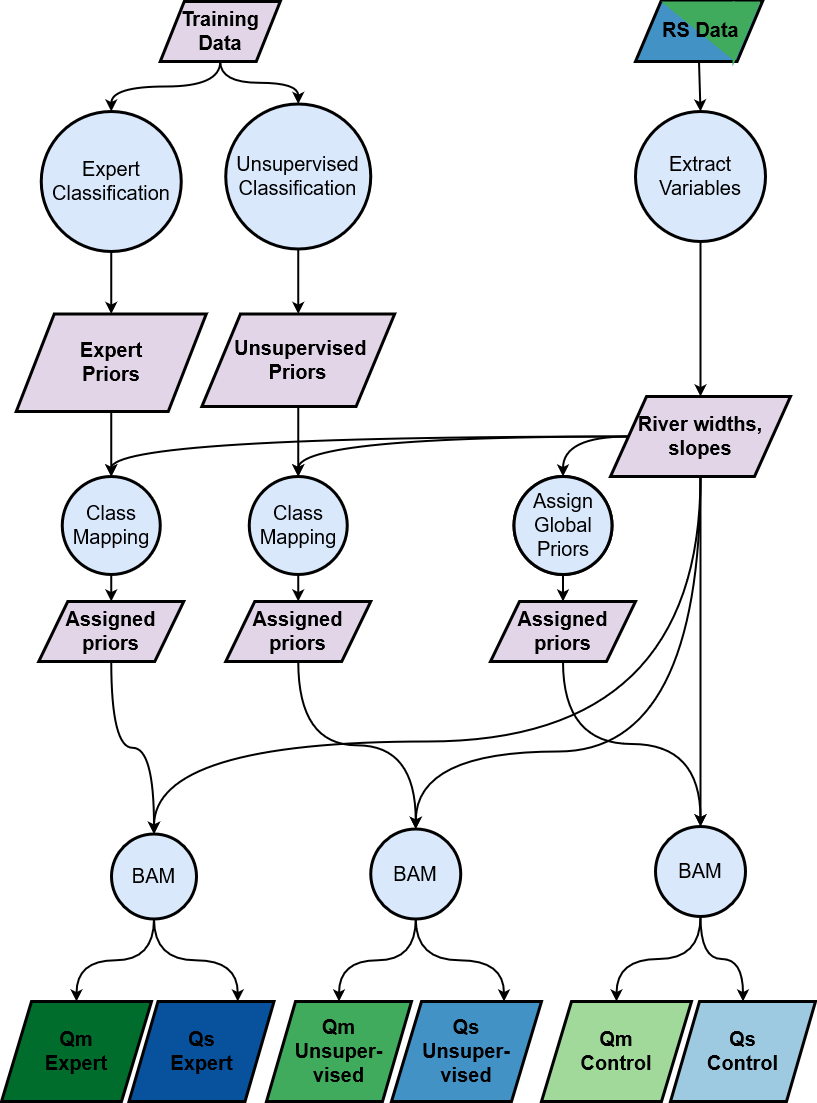 Training
Data
RS Data
Expert
Classification
Unsupervised
Classification
Extract
Variables
Expert
Priors
Unsupervised
Priors
River widths,
slopes
Class
Mapping
Class
Mapping
Assign
Global
Priors
Assigned
priors
Assigned
priors
Assigned
priors
BAM
BAM
BAM
Qm
Expert
Qs
Expert
Qm
Unsuper-
vised
Qs
Unsuper-
vised
Qm
Control
Qs
Control